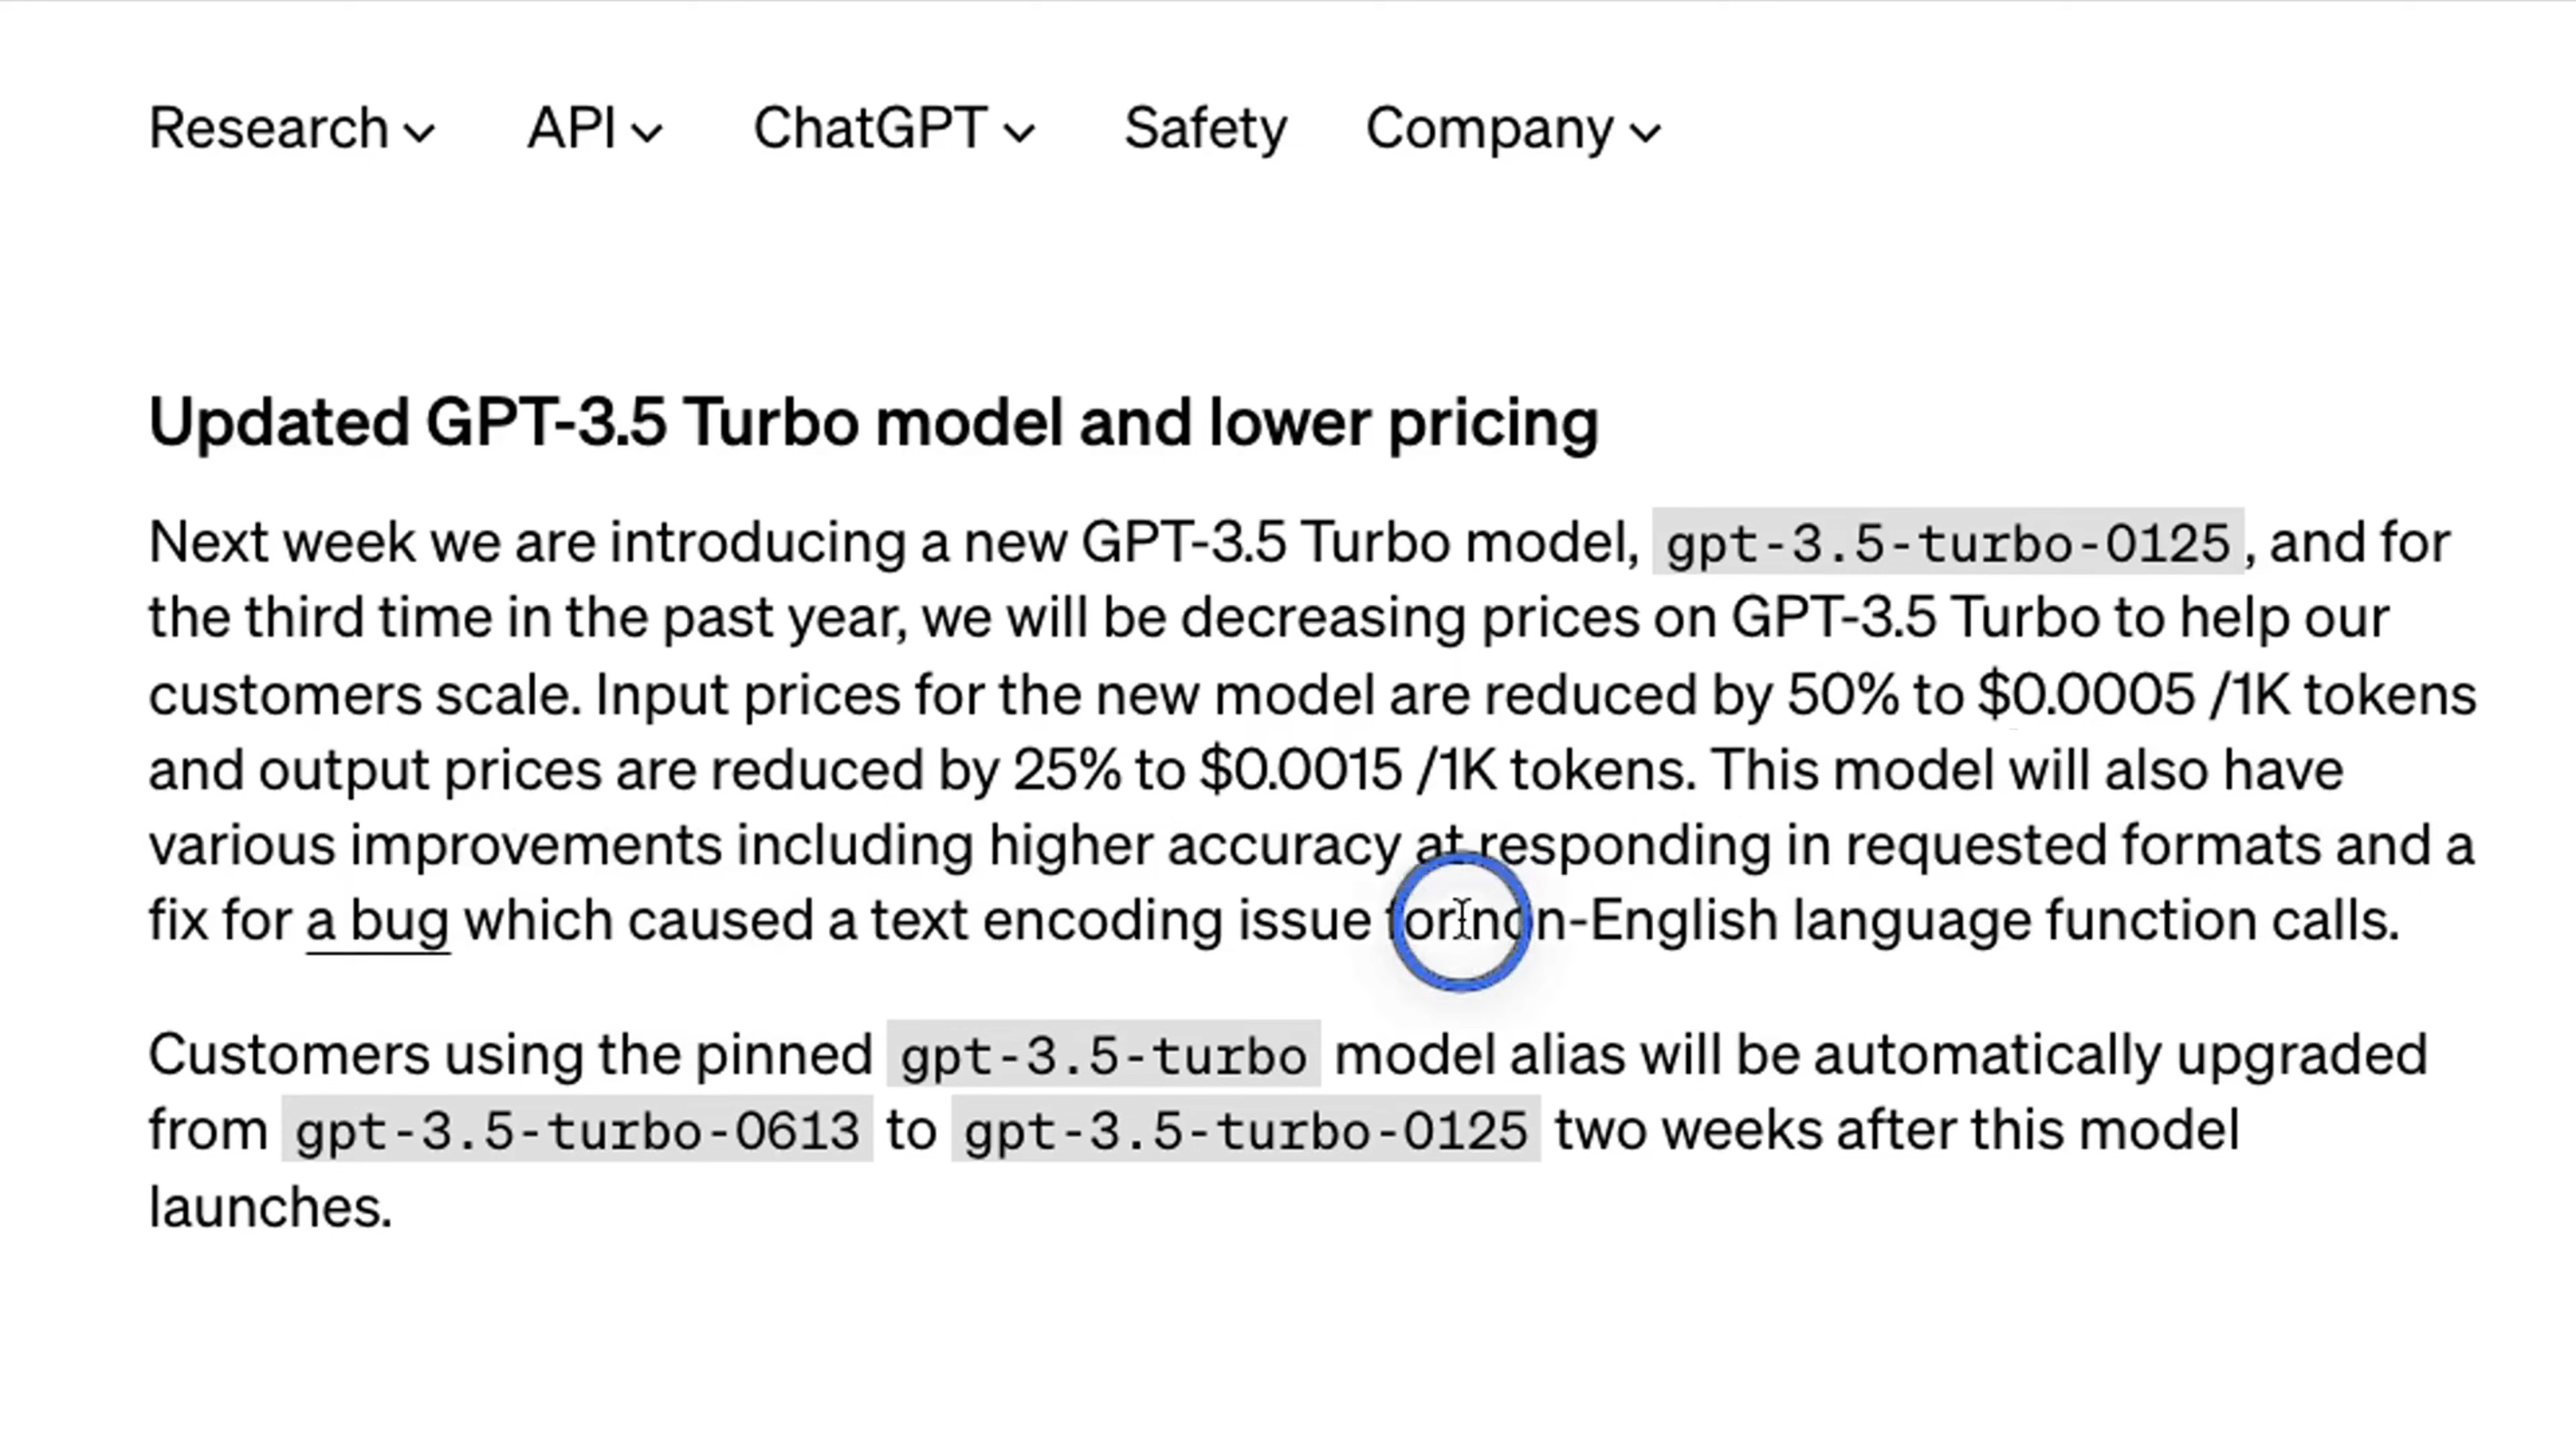 Research API ChatGPT Safety Company
Updated GPT-3.5 Turbo model and lower pricing
Next week we are introducing a new GPT-3.5 Turbo model, gpt-3.5-turbo-0125, and for
the third time in the past year, we will be decreasing prices on GPT-3.5 Turbo to help our
customers scale. Input prices for the new model are reduced by 50% to $0.0005 /1K tokens
and output prices are reduced by 25% to $0.0015 /1K tokens. This model will also have
various improvements including higher accuracy at responding in requested formats and a
fix for a bug which caused a text encoding issue for non-English language function calls.
Customers using the pinned gpt-3.5-turbo model alias will be automatically upgraded
from gpt-3.5-turbo-0613 to gpt-3.5-turbo-0125 two weeks after this model
launches.